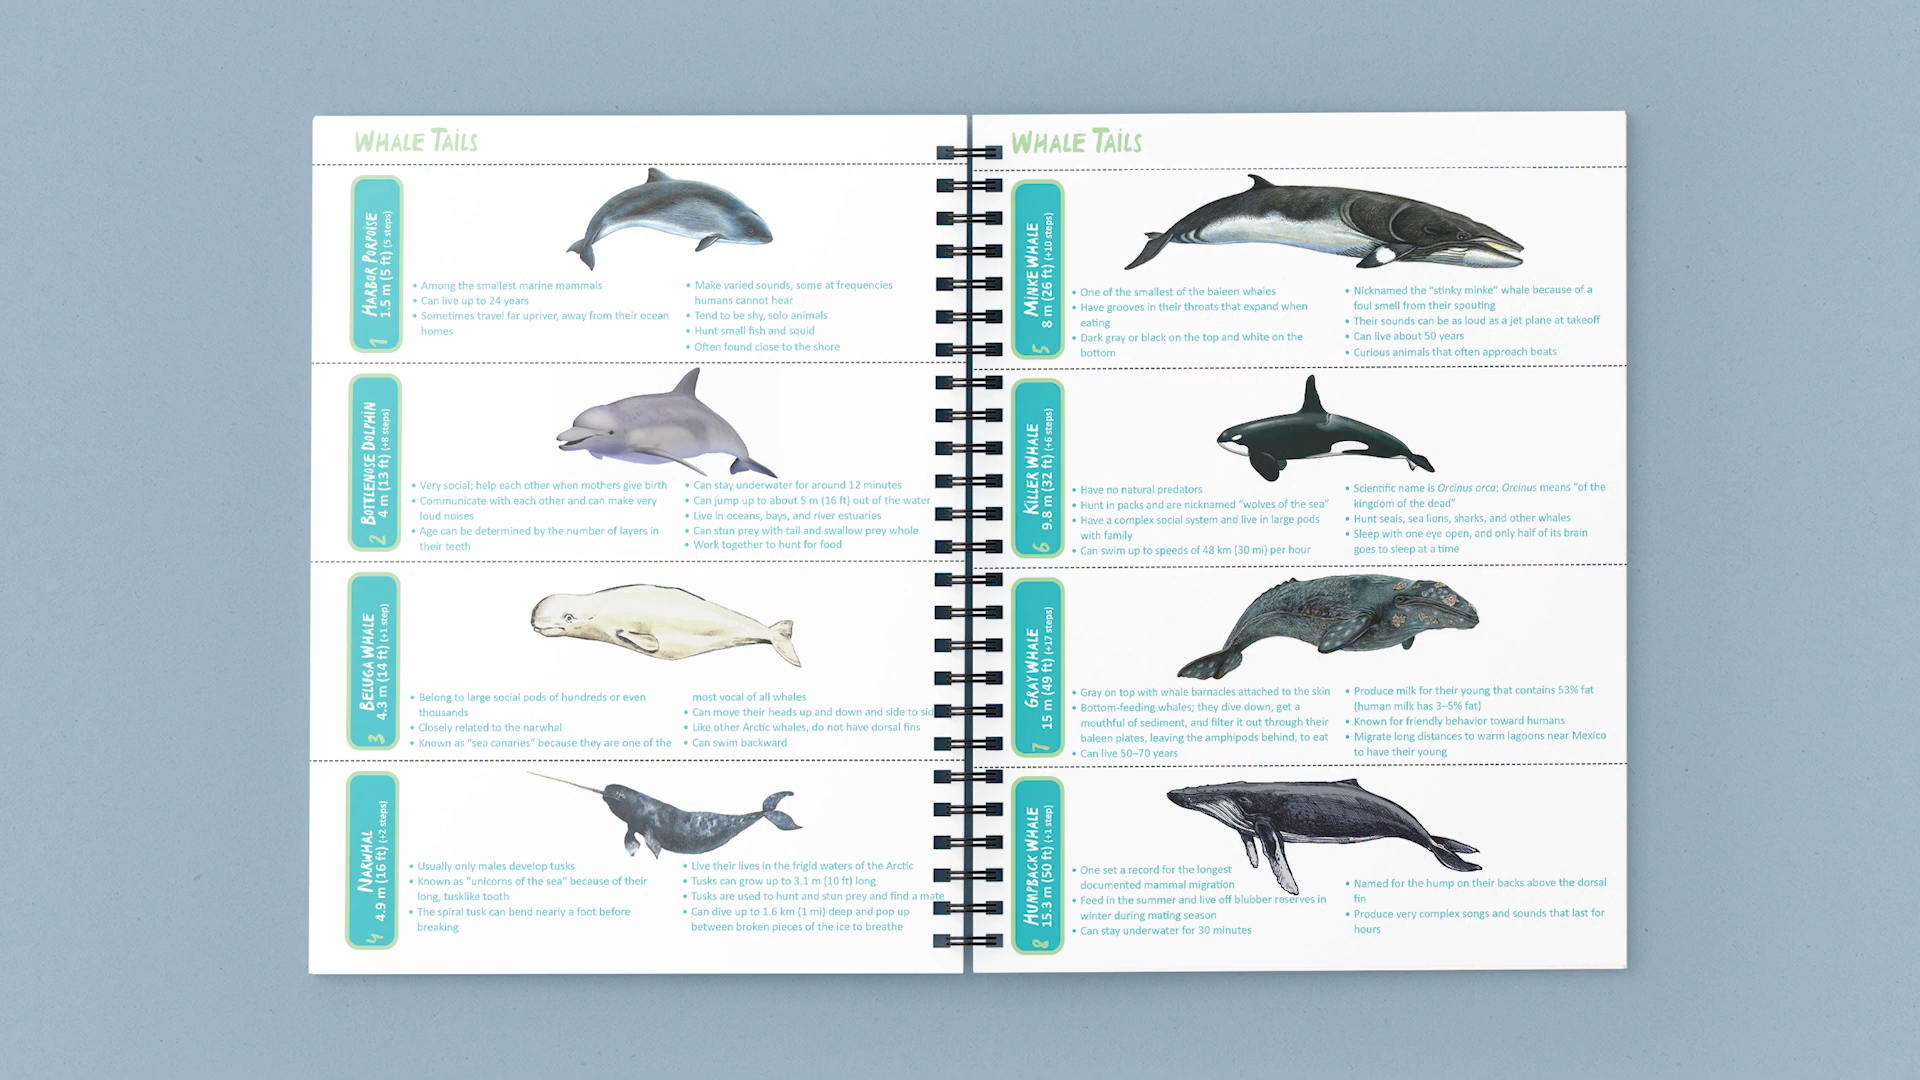 WHALE TAILS
1 HARBOR PORPOISE
1.5 m (5 ft) (5 steps)
• Among the smallest marine mammals
• Can live up to 24 years
• Sometimes travel far upriver, away from their ocean
homes
• Make varied sounds, some at frequencies
humans cannot hear
• Tend to be shy, solo animals
• Hunt small fish and squid
• Often found close to the shore
2 BOTTLENOSE DOLPHIN
4 m (13 ft) (+8 steps)
• Very social; help each other when mothers give birth
• Communicate with each other and can make very
loud noises
• Age can be determined by the number of layers in
their teeth
• Can stay underwater for around 12 minutes
• Can jump up to about 5 m (16 ft) out of the water
• Live in oceans, bays, and river estuaries
• Can stun prey with tail and swallow prey whole
• Work together to hunt for food
3 BELUGA WHALE
4.3 m (14 ft) (+1 step)
• Belong to large social pods of hundreds or even
thousands
• Closely related to the narwhal
• Known as “sea canaries” because they are one of the
most vocal of all whales
• Can move their heads up and down and side to sid
• Like other Arctic whales, do not have dorsal fins
• Can swim backward
4 NARWHAL
4.9 m (16 ft) (+2 steps)
• Usually only males develop tusks
• Known as “unicorns of the sea” because of their
long, tusklike tooth
• The spiral tusk can bend nearly a foot before
breaking
• Live their lives in the frigid waters of the Arctic
• Tusks can grow up to 3.1 m (10 ft) long
• Tusks are used to hunt and stun prey and find a mate
• Can dive up to 1.6 km (1 mi) deep and pop up
between broken pieces of the ice to breathe
WHALE TAILS
5 MINKE WHALE
8 m (26 ft) (+10 steps)
• One of the smallest of the baleen whales
• Have grooves in their throats that expand when
eating
• Dark gray or black on the top and white on the
bottom
• Nicknamed the “stinky minke” whale because of a
foul smell from their spouting
• Their sounds can be as loud as a jet plane at takeoff
• Can live about 50 years
• Curious animals that often approach boats
6 KILLER WHALE
9.8 m (32 ft) (+6 steps)
• Have no natural predators
• Hunt in packs and are nicknamed “wolves of the sea”
• Have a complex social system and live in large pods
with family
• Can swim up to speeds of 48 km (30 mi) per hour
• Scientific name is Orcinus orca; Orcinus means “of the
kingdom of the dead”
• Hunt seals, sea lions, sharks, and other whales
• Sleep with one eye open, and only half of its brain
goes to sleep at a time
7 GRAY WHALE
15 m (49 ft) (+17 steps)
• Gray on top with whale barnacles attached to the skin
• Bottom-feeding whales; they dive down, get a
mouthful of sediment, and filter it out through their
baleen plates, leaving the amphipods behind, to eat
• Can live 50–70 years
• Produce milk for their young that contains 53% fat
(human milk has 3–5% fat)
• Known for friendly behavior toward humans
• Migrate long distances to warm lagoons near Mexico
to have their young
8 HUMPBACK WHALE
15.3 m (50 ft) (+1 step)
• One set a record for the longest
documented mammal migration
• Feed in the summer and live off blubber reserves in
winter during mating season
• Can stay underwater for 30 minutes
• Named for the hump on their backs above the dorsal
fin
• Produce very complex songs and sounds that last for
hours